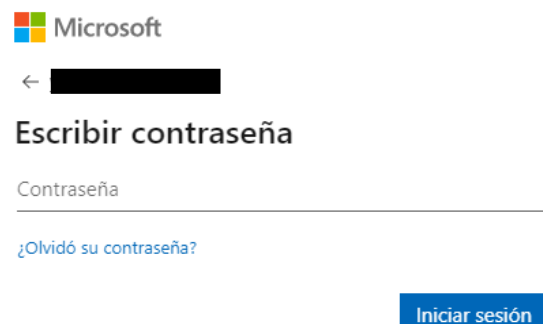 Microsoft
Escribir contraseña
Contraseña
¿Olvidó su contraseña?
Iniciar sesión